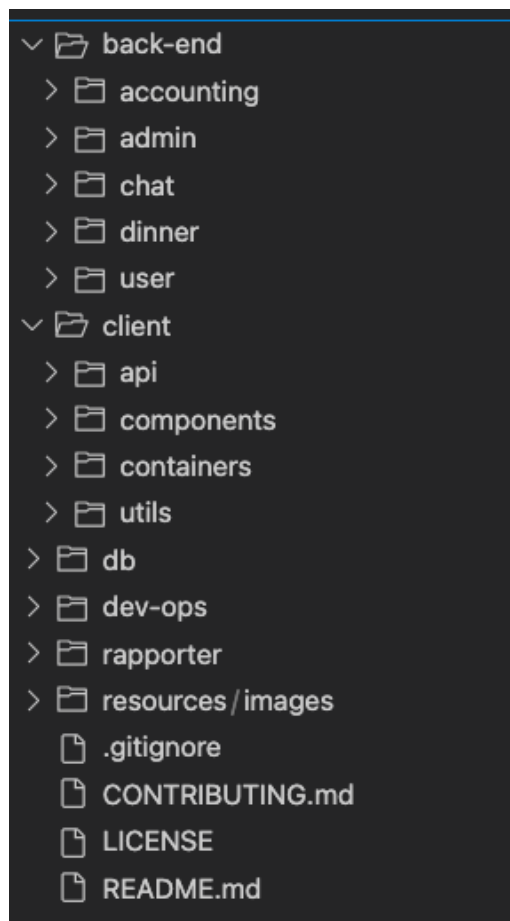 back-end
accounting
admin
chat
dinner
user
client
api
components
containers
utils
db
dev-ops
rapporter
resources/images
.gitignore
CONTRIBUTING.md
LICENSE
README.md